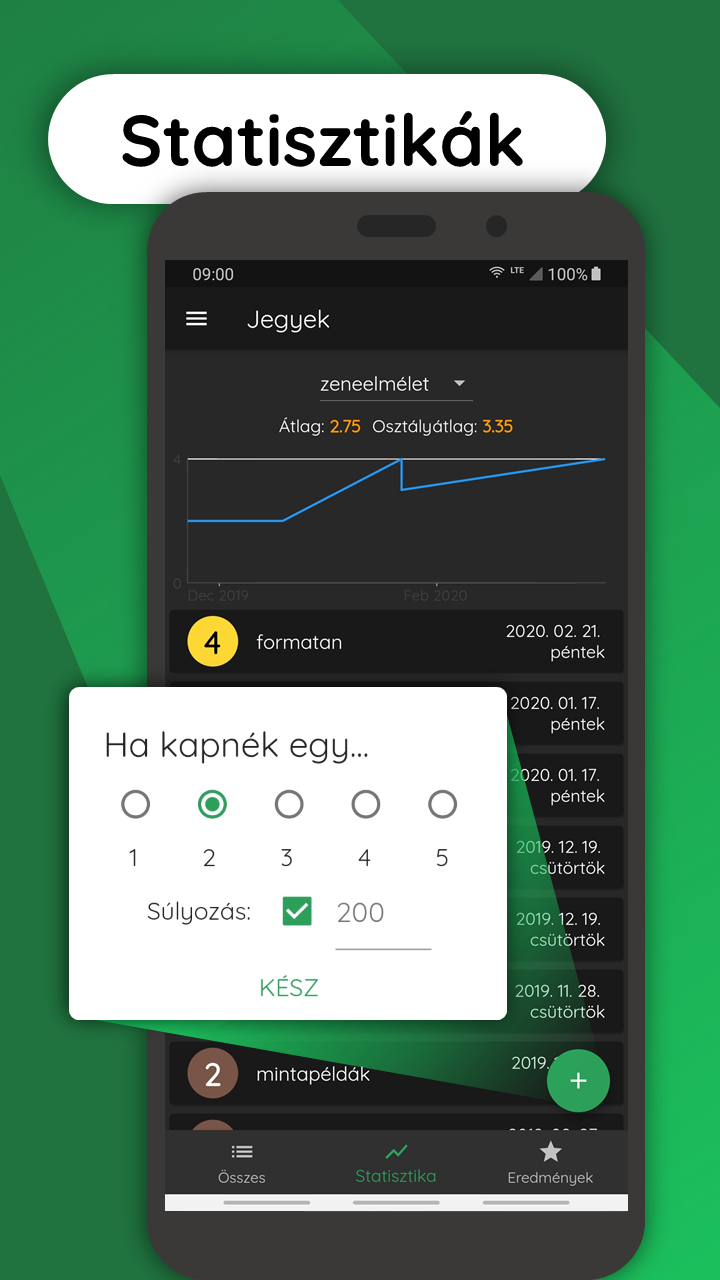 Statisztikák
09:00 LTE 100%
Jegyek
zeneelmélet
Átlag: 2.75 Osztályátlag: 3.35
4
0
Dec 2019 Feb 2020
4 formatan 2020. 02. 21.
péntek
2020. 01. 17.
péntek
2020. 01. 17.
péntek
2019. 12. 19.
csütörtök
2019. 12. 19.
csütörtök
2019. 11. 28.
csütörtök
Ha kapnék egy...
1 2 3 4 5
Súlyozás: 200
KÉSZ
2 mintapéldák 2019.
+
Összes Statisztika Eredmények